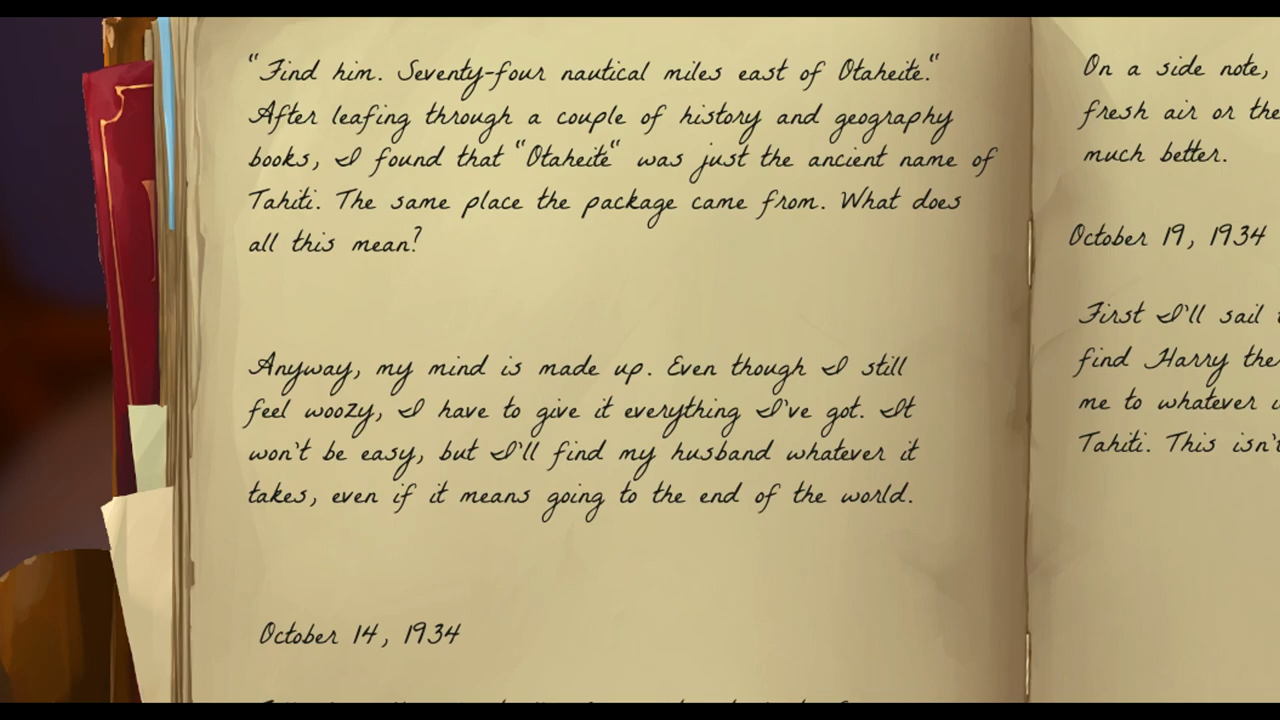 "Find him. Seventy-four nautical miles east of Otaheite."
After leafing through a couple of history and geography
books, I found that "Otaheite" was just the ancient name of
Tahiti. The same place the package came from. What does
all this mean?
Anyway, my mind is made up. Even though I still
feel woozy, I have to give it everything I've got. It
won't be easy, but I'll find my husband whatever it
takes, even if it means going to the end of the world.
October 14, 1934
On a side note,
fresh air or the
much better.
October 19, 1934
First I'll sail
find Harry the
me to whatever
Tahiti. This isn't